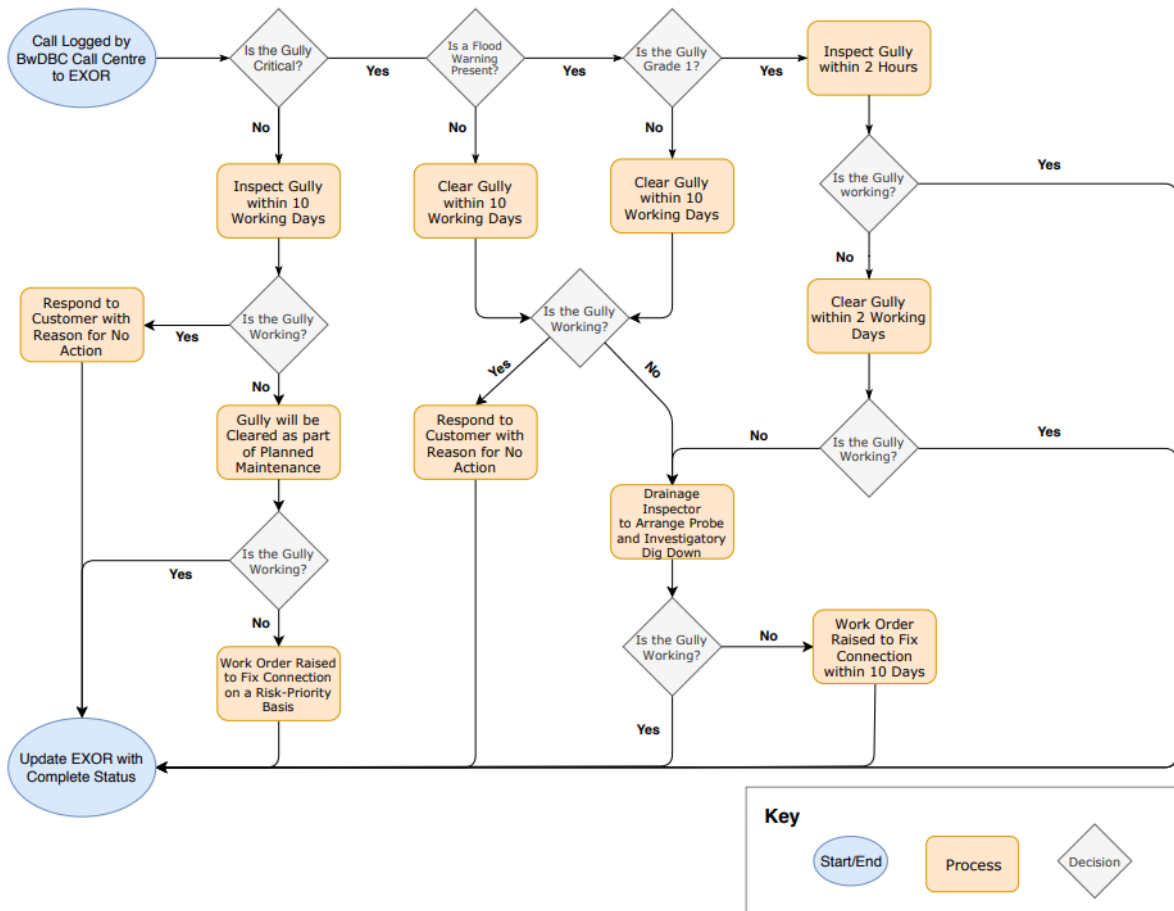 Call Logged by
BwDBC Call Centre
to EXOR
Is the Gully
Critical?
Yes
Is a Flood
Warning
Present?
Yes
Is the Gully
Grade 1?
Yes
Inspect Gully
within 2 Hours
No
No
No
Inspect Gully
within 10
Working Days
Clear Gully
within 10
Working Days
Clear Gully
within 10
Working Days
Is the Gully
working?
Yes
No
Respond to
Customer with
Reason for No
Action
Yes
Is the Gully
Working?
Is the Gully
Working?
Clear Gully
within 2 Working
Days
No
Yes
No
Gully will be
Cleared as part
of Planned
Maintenance
Respond to
Customer with
Reason for No
Action
No
Is the Gully
Working?
Yes
Drainage
Inspector
to Arrange Probe
and Investigatory
Dig Down
Is the Gully
Working?
Yes
No
Is the Gully
Working?
No
Work Order
Raised to Fix
Connection
within 10 Days
Work Order Raised
to Fix Connection
on a Risk-Priority
Basis
Yes
Update EXOR with
Complete Status
Key
Start/End
Process
Decision